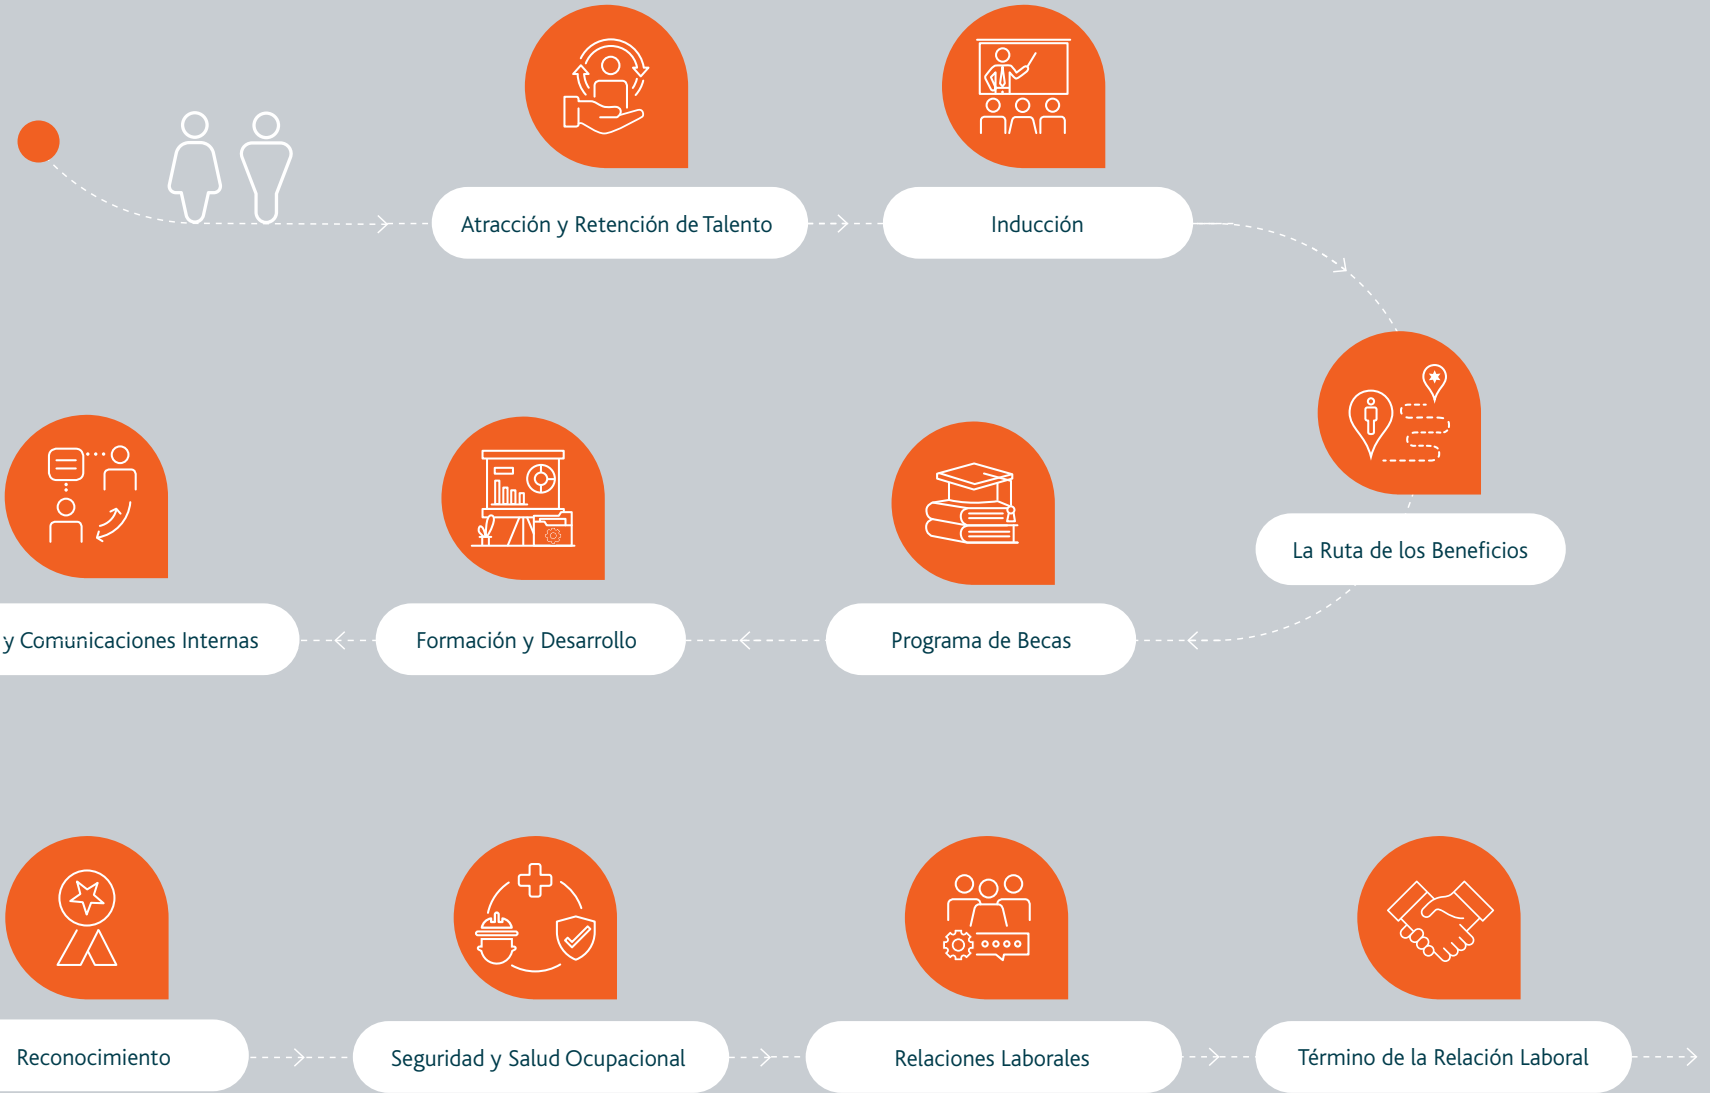 Atracción y Retención de Talento
Inducción
La Ruta de los Beneficios
y Comunicaciones Internas
Formación y Desarrollo
Programa de Becas
Reconocimiento
Seguridad y Salud Ocupacional
Relaciones Laborales
Término de la Relación Laboral